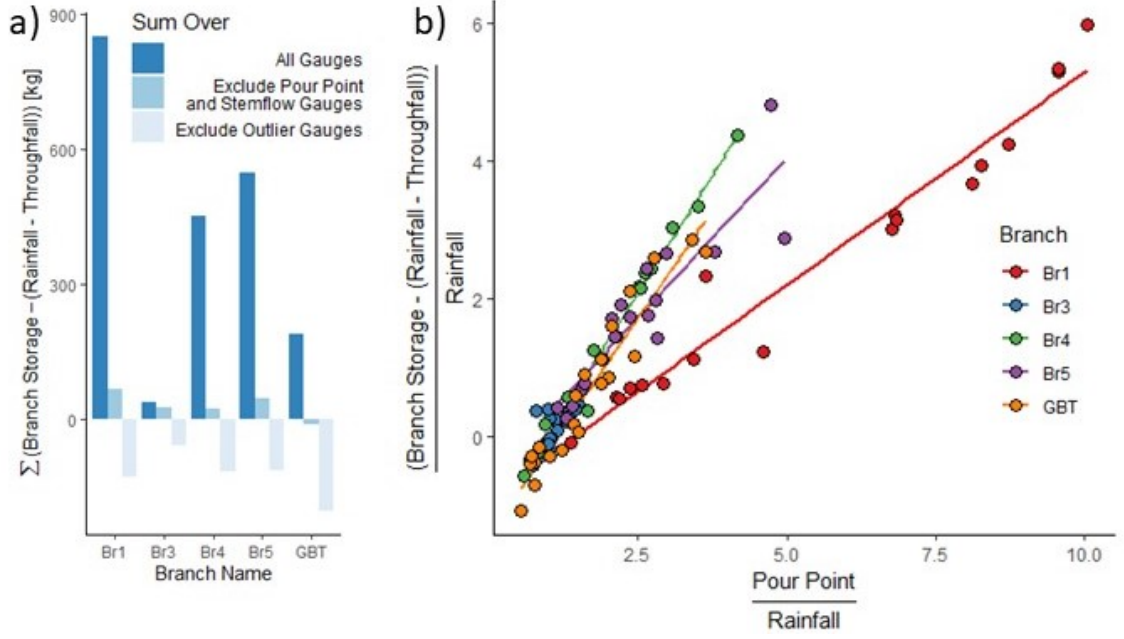 a)
900
600
300
0
∑(Branch Storage – (Rainfall - Throughfall)) [kg]
Sum Over
All Gauges
Exclude Pour Point
and Stemflow Gauges
Exclude Outlier Gauges
Br1 Br3 Br4 Br5 GBT
Branch Name
b)
6
4
2
0
(Branch Storage - (Rainfall - Throughfall))
Rainfall
Branch
Br1
Br3
Br4
Br5
GBT
2.5 5.0 7.5 10.0
Pour Point
Rainfall